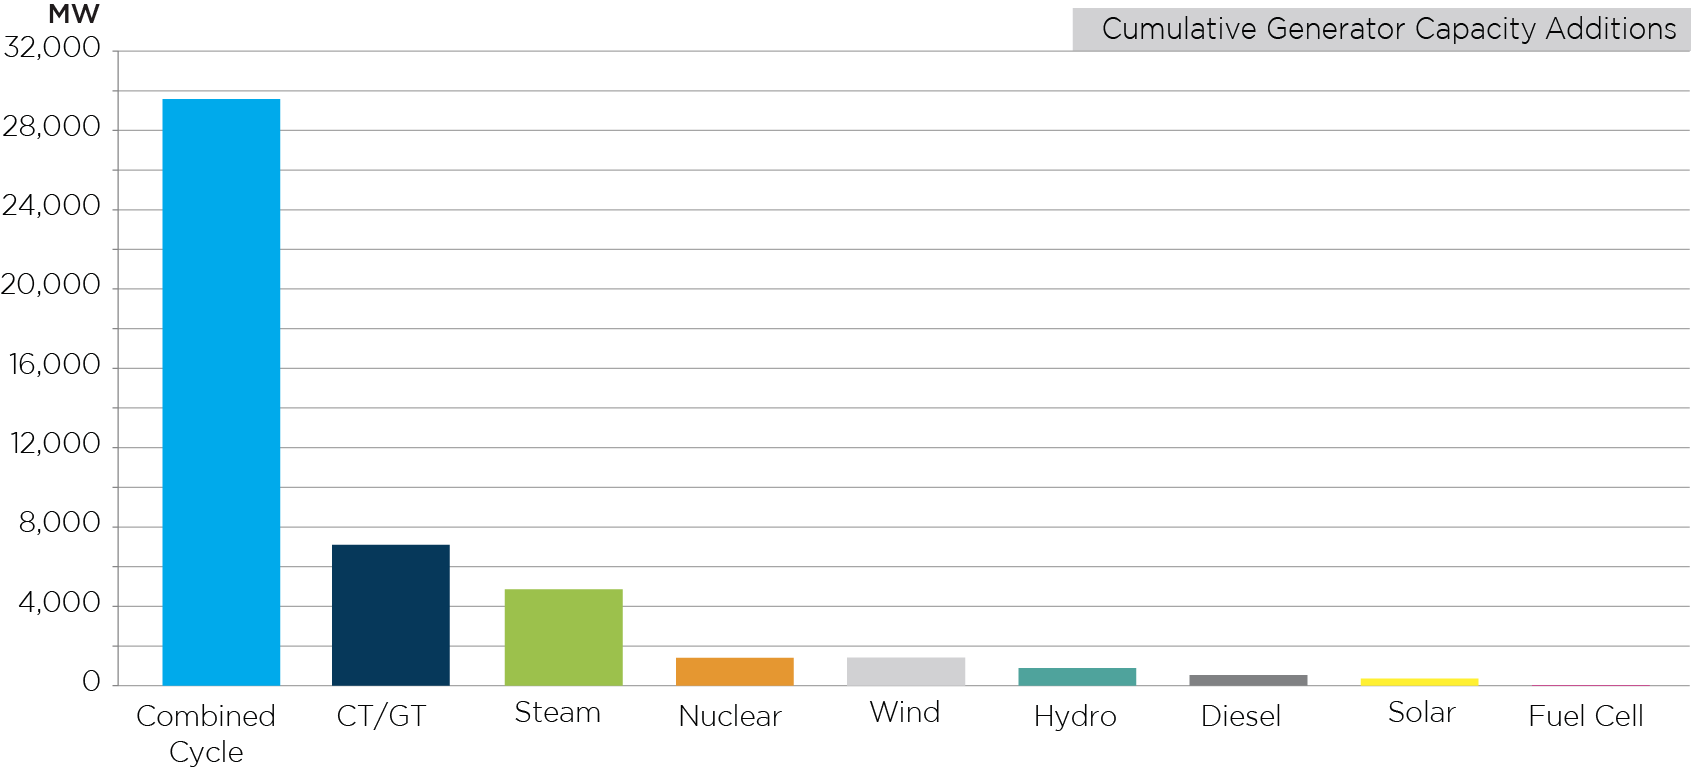 MW
Cumulative Generator Capacity Additions
32,000
28,000
24,000
20,000
16,000
12,000
8,000
4,000
0
Combined
Cycle
CT/GT
Steam
Nuclear
Wind
Hydro
Diesel
Solar
Fuel Cell